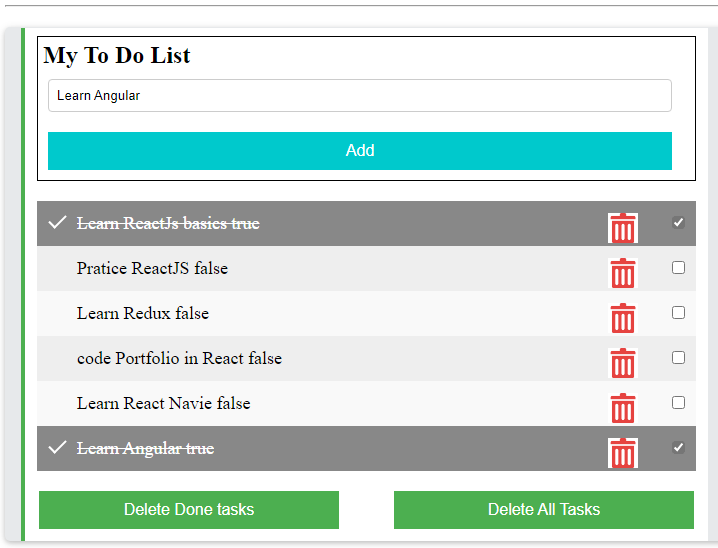 My To Do List
Learn Angular
Add
Learn ReactJs basics true
Pratice ReactJS false
Learn Redux false
code Portfolio in React false
Learn React Navie false
Learn Angular true
Delete Done tasks
Delete All Tasks